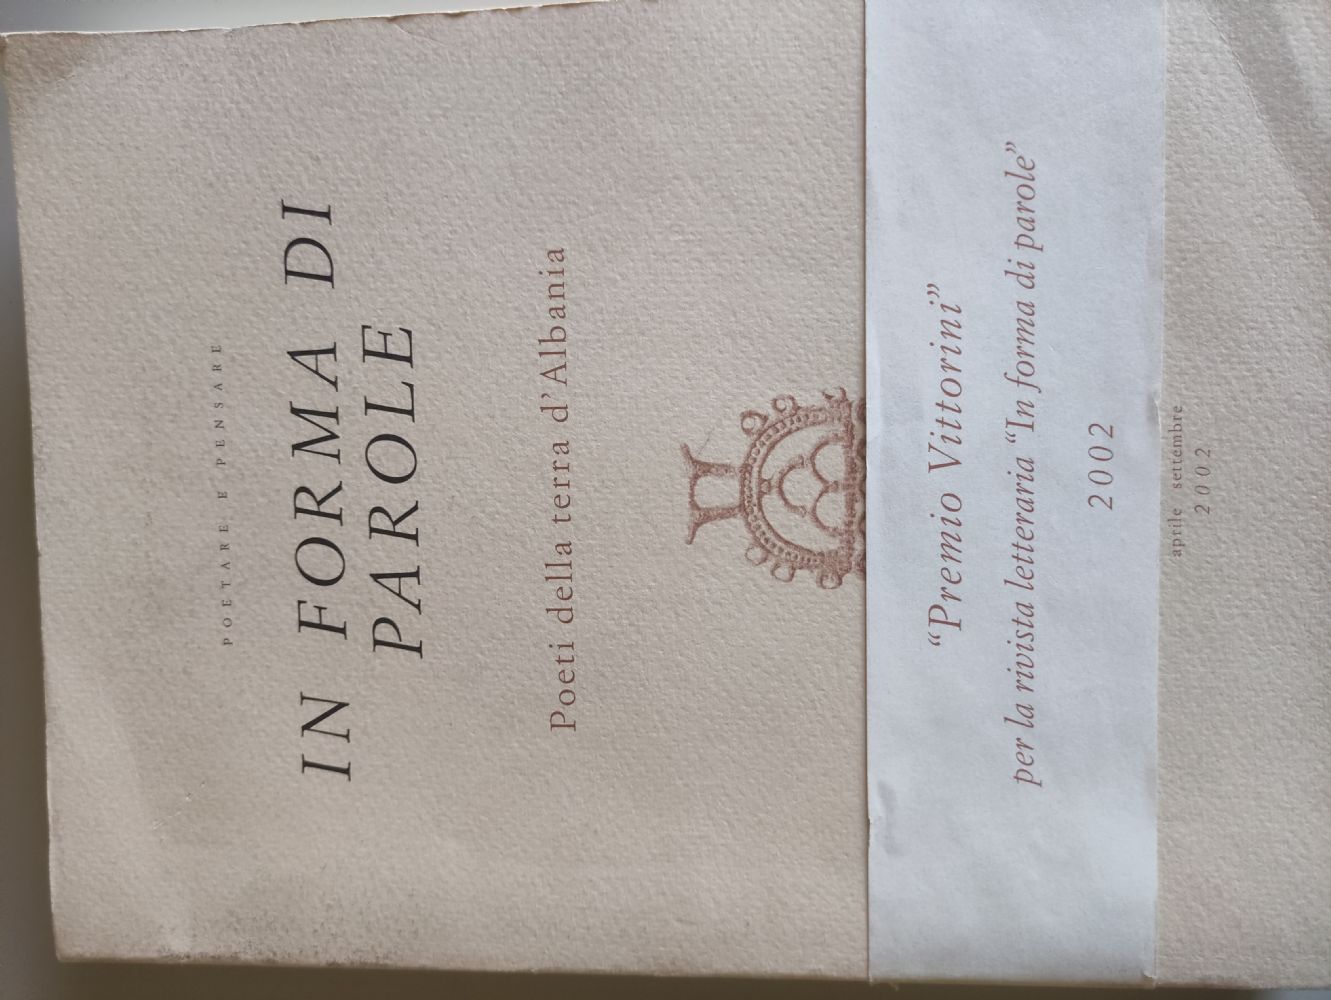 POETARE E PENSARE
IN FORMA DI
PAROLE
Poeti della terra d'Albania
“Premio Vittorini”
per la rivista letteraria “In forma di parole”
2002
aprile settembre
2002